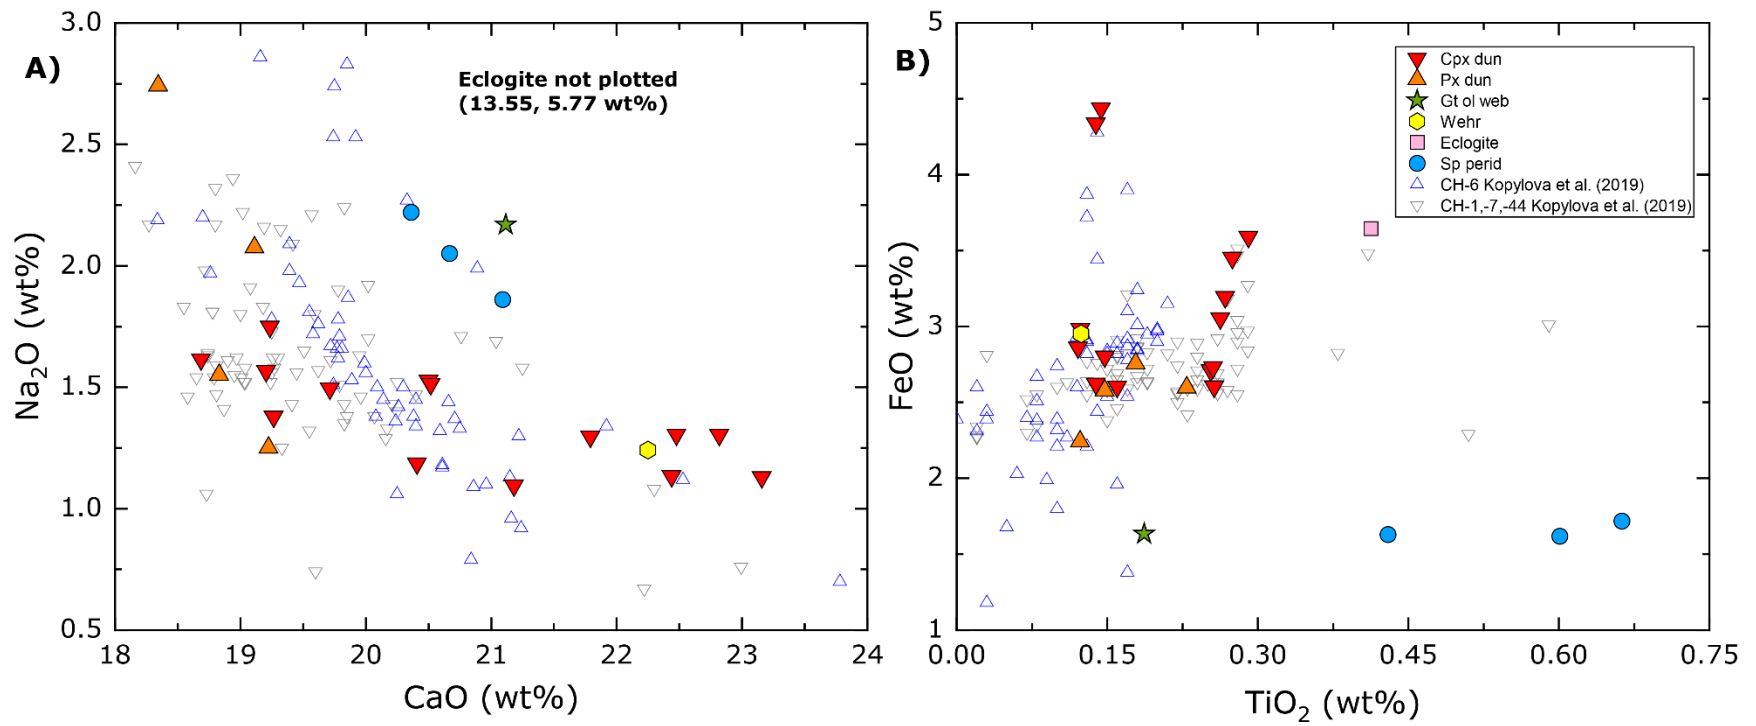 A)
Eclogite not plotted
(13.55, 5.77 wt%)
3.0
2.5
2.0
1.5
1.0
0.5
Na₂O (wt%)
18 19 20 21 22 23 24
CaO (wt%)
B)
Cpx dun
Px dun
Gt ol web
Wehr
Eclogite
Sp perid
CH-6 Kopylova et al. (2019)
CH-1,-7,-44 Kopylova et al. (2019)
5
4
3
2
1
FeO (wt%)
0.00 0.15 0.30 0.45 0.60 0.75
TiO₂ (wt%)